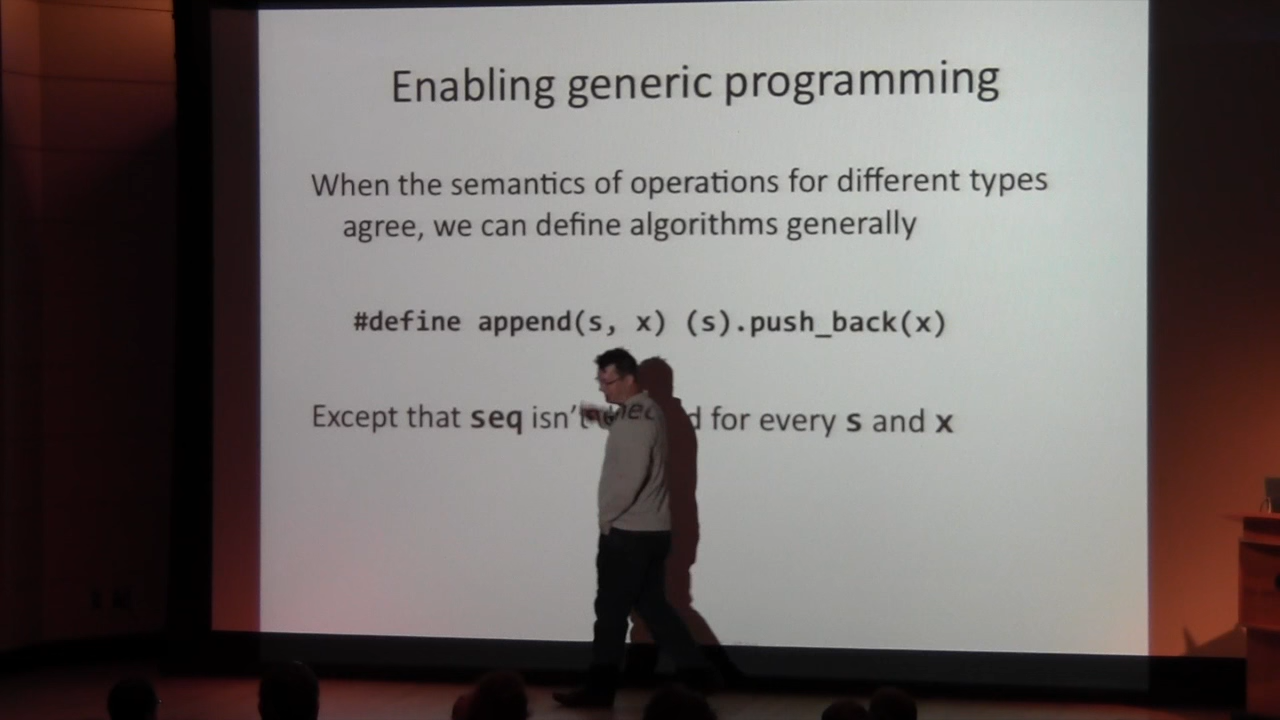 Enabling generic programming
When the semantics of operations for different types
agree, we can define algorithms generally
#define append(s, x) (s).push_back(x)
Except that seq isn't for every s and x